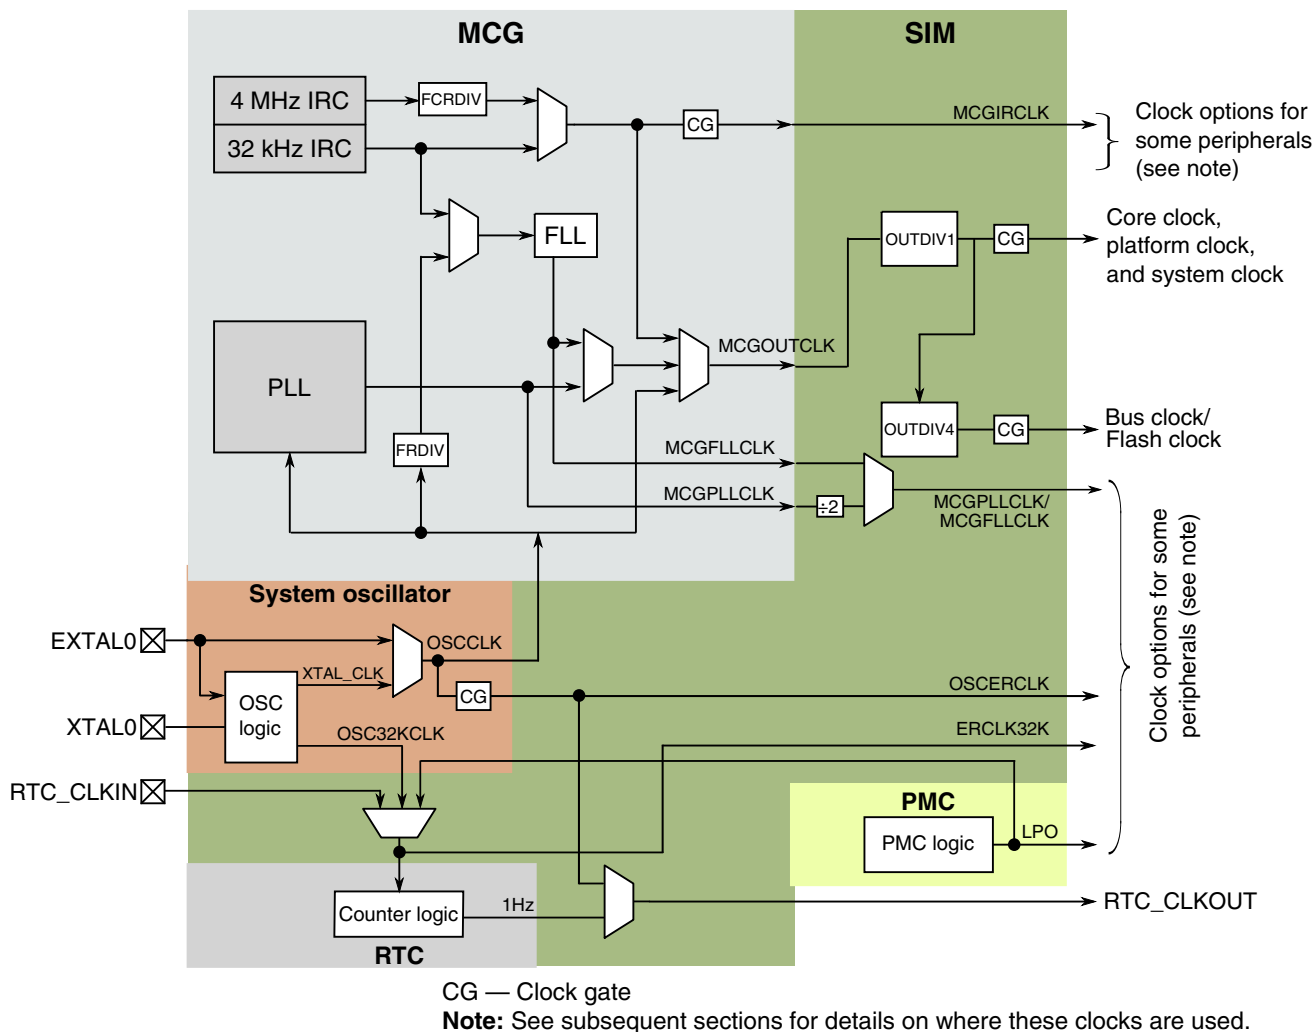 MCG
SIM
4 MHz IRC
FCRDIV
32 kHz IRC
CG
MCGIRCLK
Clock options for
some peripherals
(see note)
FLL
OUTDIV1
CG
Core clock,
platform clock,
and system clock
PLL
MCGOUTCLK
FRDIV
OUTDIV4
CG
Bus clock/
Flash clock
MCGFLLCLK
MCGPLLCLK
÷2
MCGPLLCLK/
MCGFLLCLK
Clock options for some
peripherals (see note)
System oscillator
EXTAL0
OSCCLK
XTAL_CLK
OSC
logic
CG
OSCERCLK
XTAL0
OSC32KCLK
ERCLK32K
RTC_CLKIN
PMC
PMC logic
LPO
Counter logic
1Hz
RTC_CLKOUT
RTC
CG — Clock gate
Note: See subsequent sections for details on where these clocks are used.